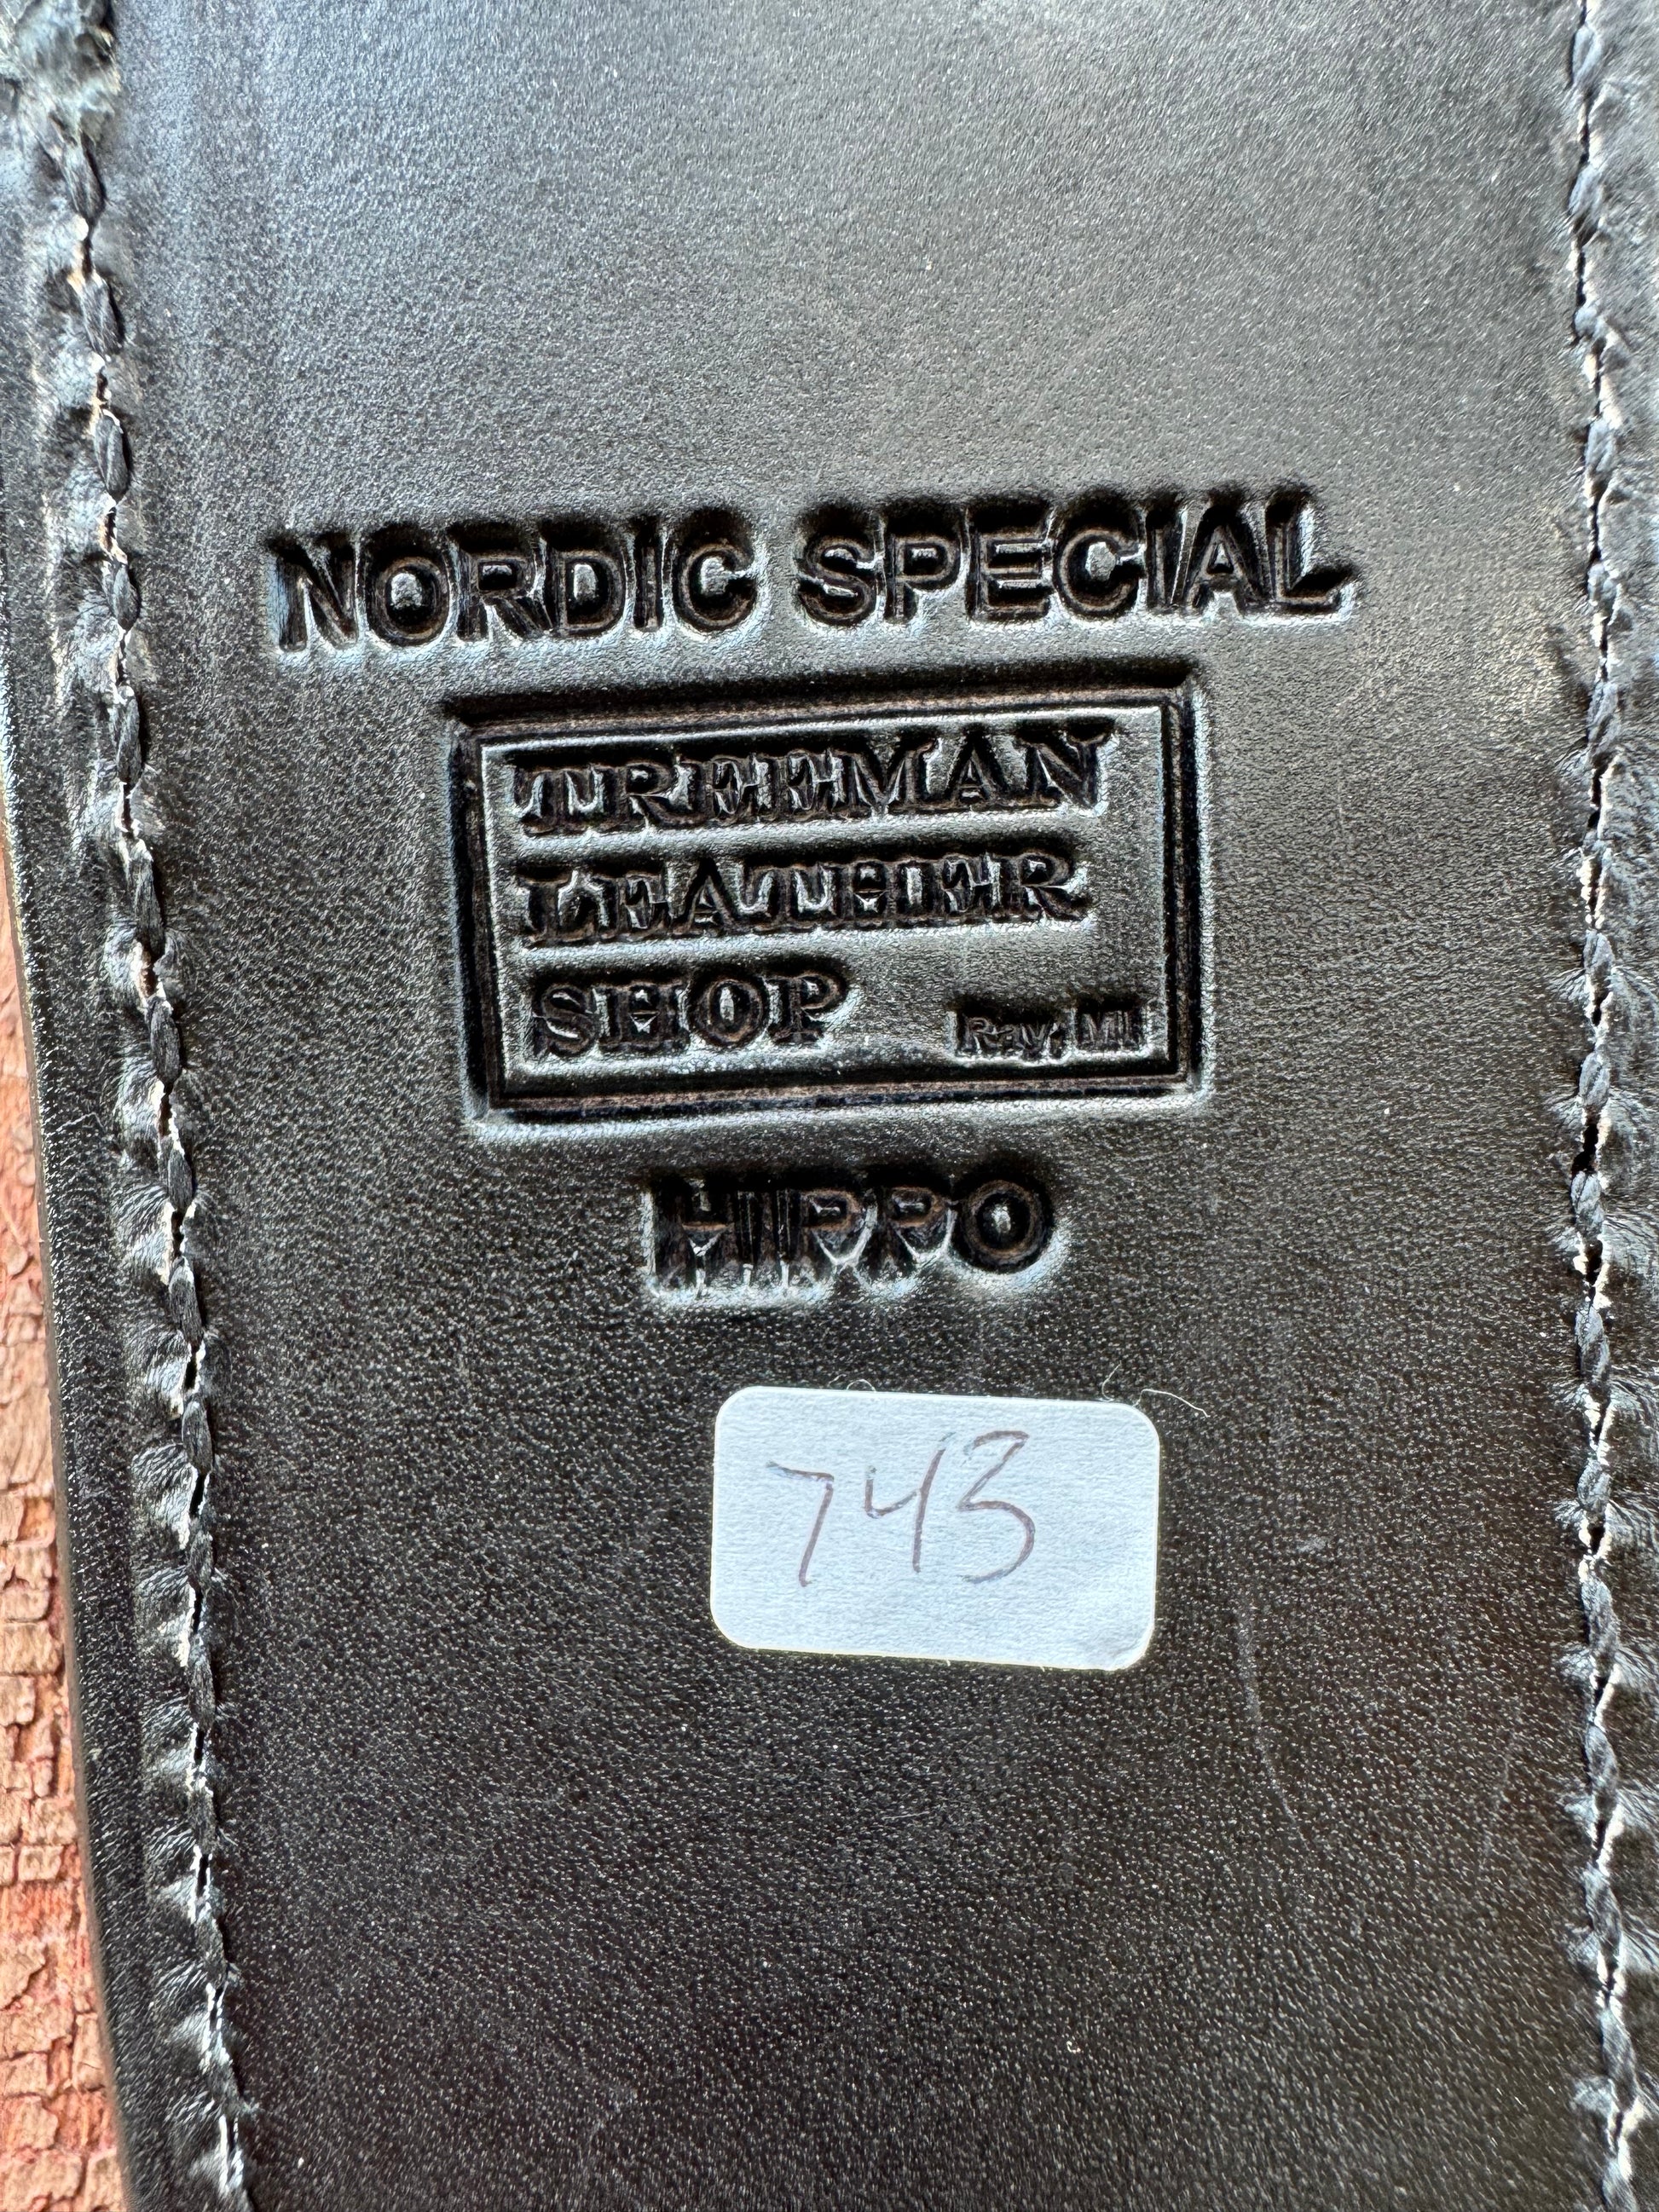 NORDIC SPECIAL
TREEMAN
LEATHER
SHOP Ray, MI
HIPPO
743